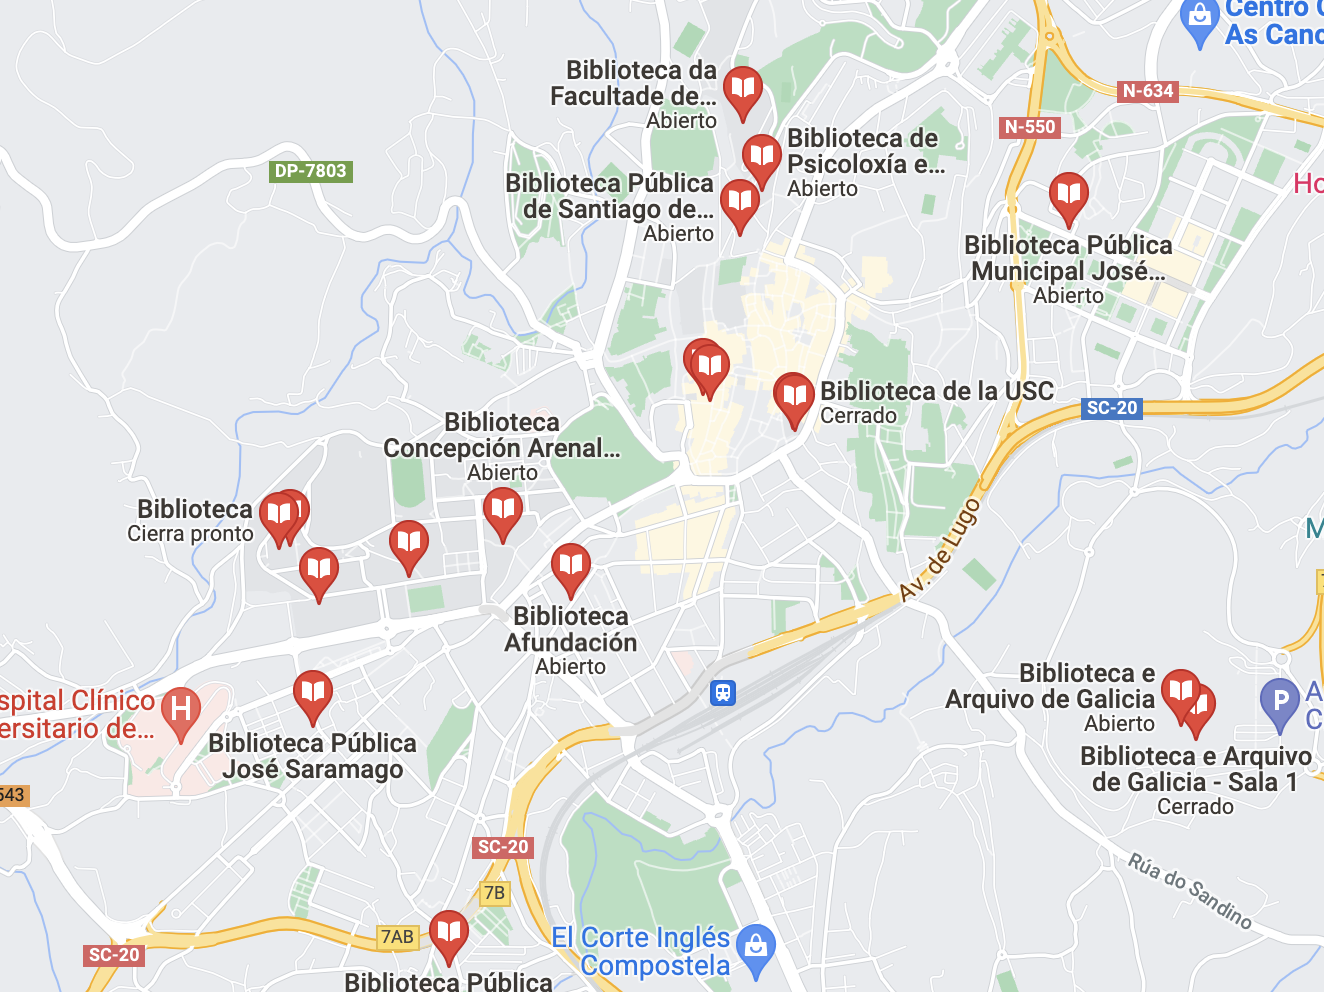 Centro C
As Canc
Biblioteca da
Facultade de...
Abierto
N-634
N-550
Biblioteca de
Psicoloxía e...
Abierto
DP-7803
Biblioteca Pública
de Santiago de...
Abierto
Ho
Biblioteca Pública
Municipal José...
Abierto
Biblioteca de la USC
Cerrado
SC-20
Biblioteca
Concepción Arenal...
Abierto
Biblioteca
Cierra pronto
Av. de Lugo
M
7
Biblioteca
Afundación
Abierto
H
spital Clínico
ersitario de...
Biblioteca Pública
José Saramago
Biblioteca e
Arquivo de Galicia
Abierto
P
A
C
Biblioteca e Arquivo
de Galicia - Sala 1
Cerrado
543
SC-20
7B
Rúa do Sandino
7AB
SC-20
El Corte Inglés
Compostela
Biblioteca Pública